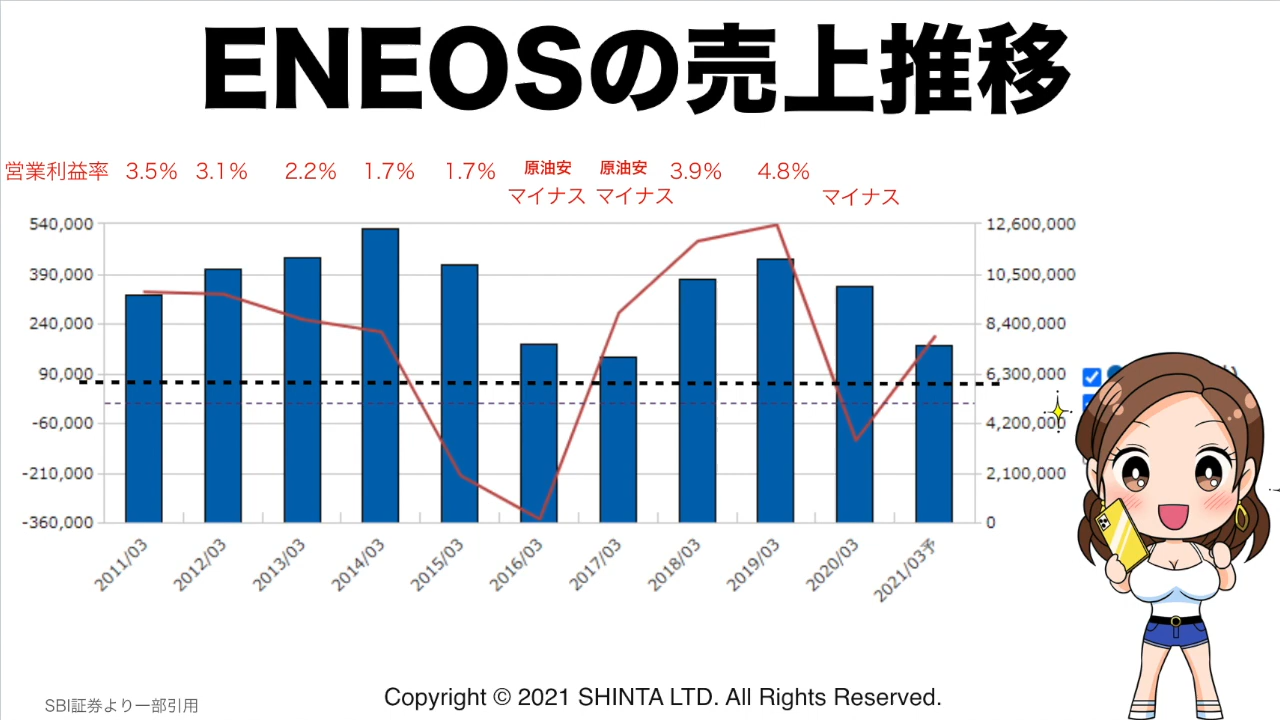 ENEOSの売上推移
営業利益率 3.5% 3.1% 2.2% 1.7% 1.7% 原油安 原油安 3.9% 4.8%
マイナス マイナス マイナス
540,000 12,600,000
390,000 10,500,000
240,000 8,400,000
90,000 6,300,000
-60,000 4,200,000
-210,000 2,100,000
-360,000 0
2011/03 2012/03 2013/03 2014/03 2015/03 2016/03 2017/03 2018/03 2019/03 2020/03 2021/03予
SBI証券より一部引用
Copyright © 2021 SHINTA LTD. All Rights Reserved.